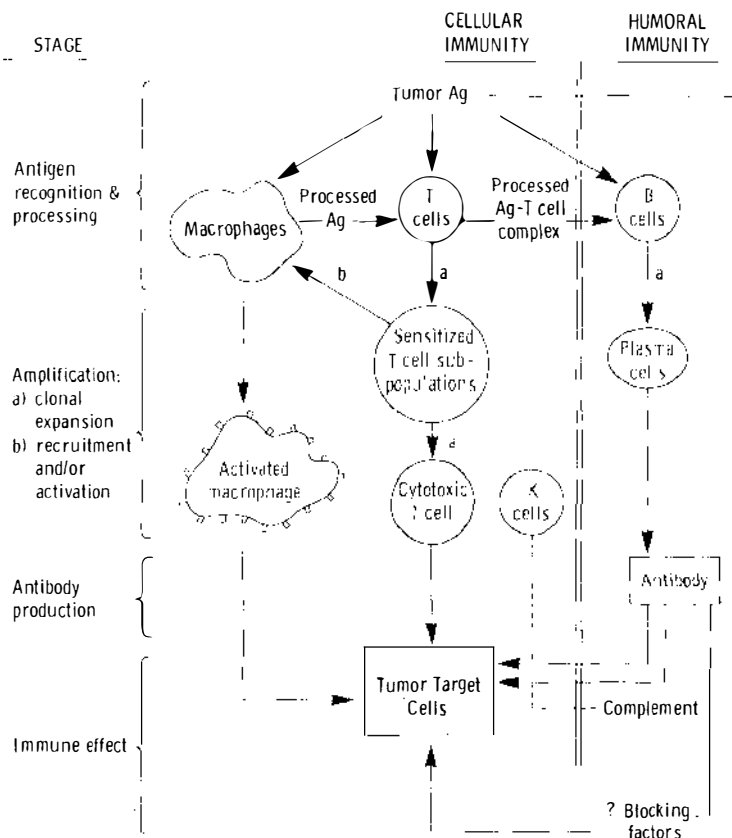 STAGE
CELLULAR
IMMUNITY
HUMORAL
IMMUNITY
Tumor Ag
Antigen
recognition &
processing
Macrophages
Processed
Ag
T
cells
Processed
Ag-T cell
complex
B
cells
b
a
a
Sensitized
T cell sub-
populations
Plasma
cells
Amplification:
a) clonal
expansion
b) recruitment
and/or
activation
a
Activated
macrophage
Cytotoxic
T cell
K
cells
Antibody
production
Antibody
Tumor Target
Cells
Complement
Immune effect
? Blocking
factors